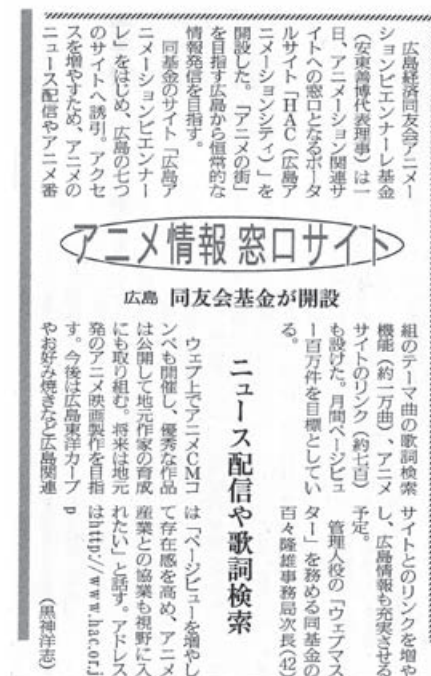 アニメ情報 窓口サイト
広島 同友会基金が開設
ニュース配信や歌詞検索
広島経済同友会アニメー
ションビエンナーレ基金
（安東善博代表理事）は一
日、アニメーション関連サ
イトへの窓口となるポータ
ルサイト「HAC（広島ア
ニメーションシティ）」を
開設した。「アニメの街」
を目指す広島から恒常的な
情報発信を目指す。
同基金のサイト「広島ア
ニメーションビエンナー
レ」をはじめ、広島の七つ
のサイトへ誘引。アクセ
スを増やすため、アニメの
ニュース配信やアニメ番
組のテーマ曲の歌詞検索
機能（約一万曲）、アニメ
サイトのリンク（約七百）
も設けた。月間ページビュ
ー百万件を目標としてい
る。
ウェブ上でアニメCMコ
ンペも開催し、優秀な作品
は公開して地元作家の育成
にも取り組む。将来は地元
発のアニメ映画製作を目指
す。今後は広島東洋カープ
やお好み焼きなど広島関連
サイトとのリンクを増や
し、広島情報も充実させる
予定。
管理人役の「ウェブマス
ター」を務める同基金の
百々隆雄事務局次長(42)
は「ページビューを増やし
て存在感を高め、アニメ
産業との協業も視野に入
れたい」と話す。アドレス
はhttp://www.hac.or.j
p
（黒神洋志）